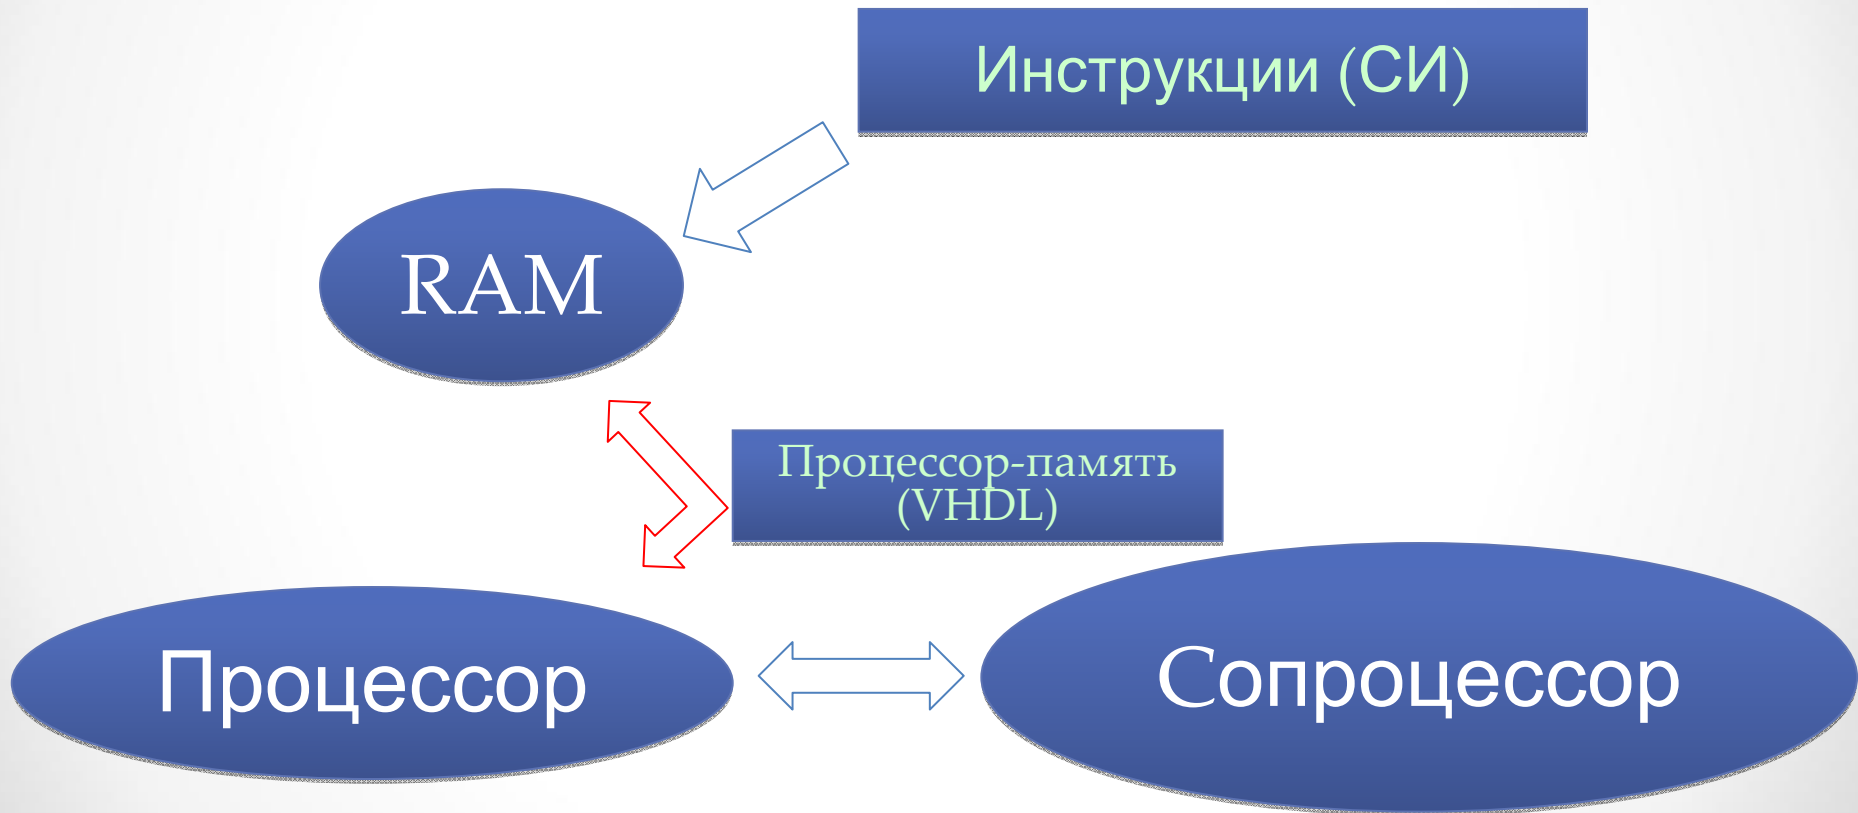 Инструкции (СИ)
RAM
Процессор-память
(VHDL)
Процессор
Сопроцессор